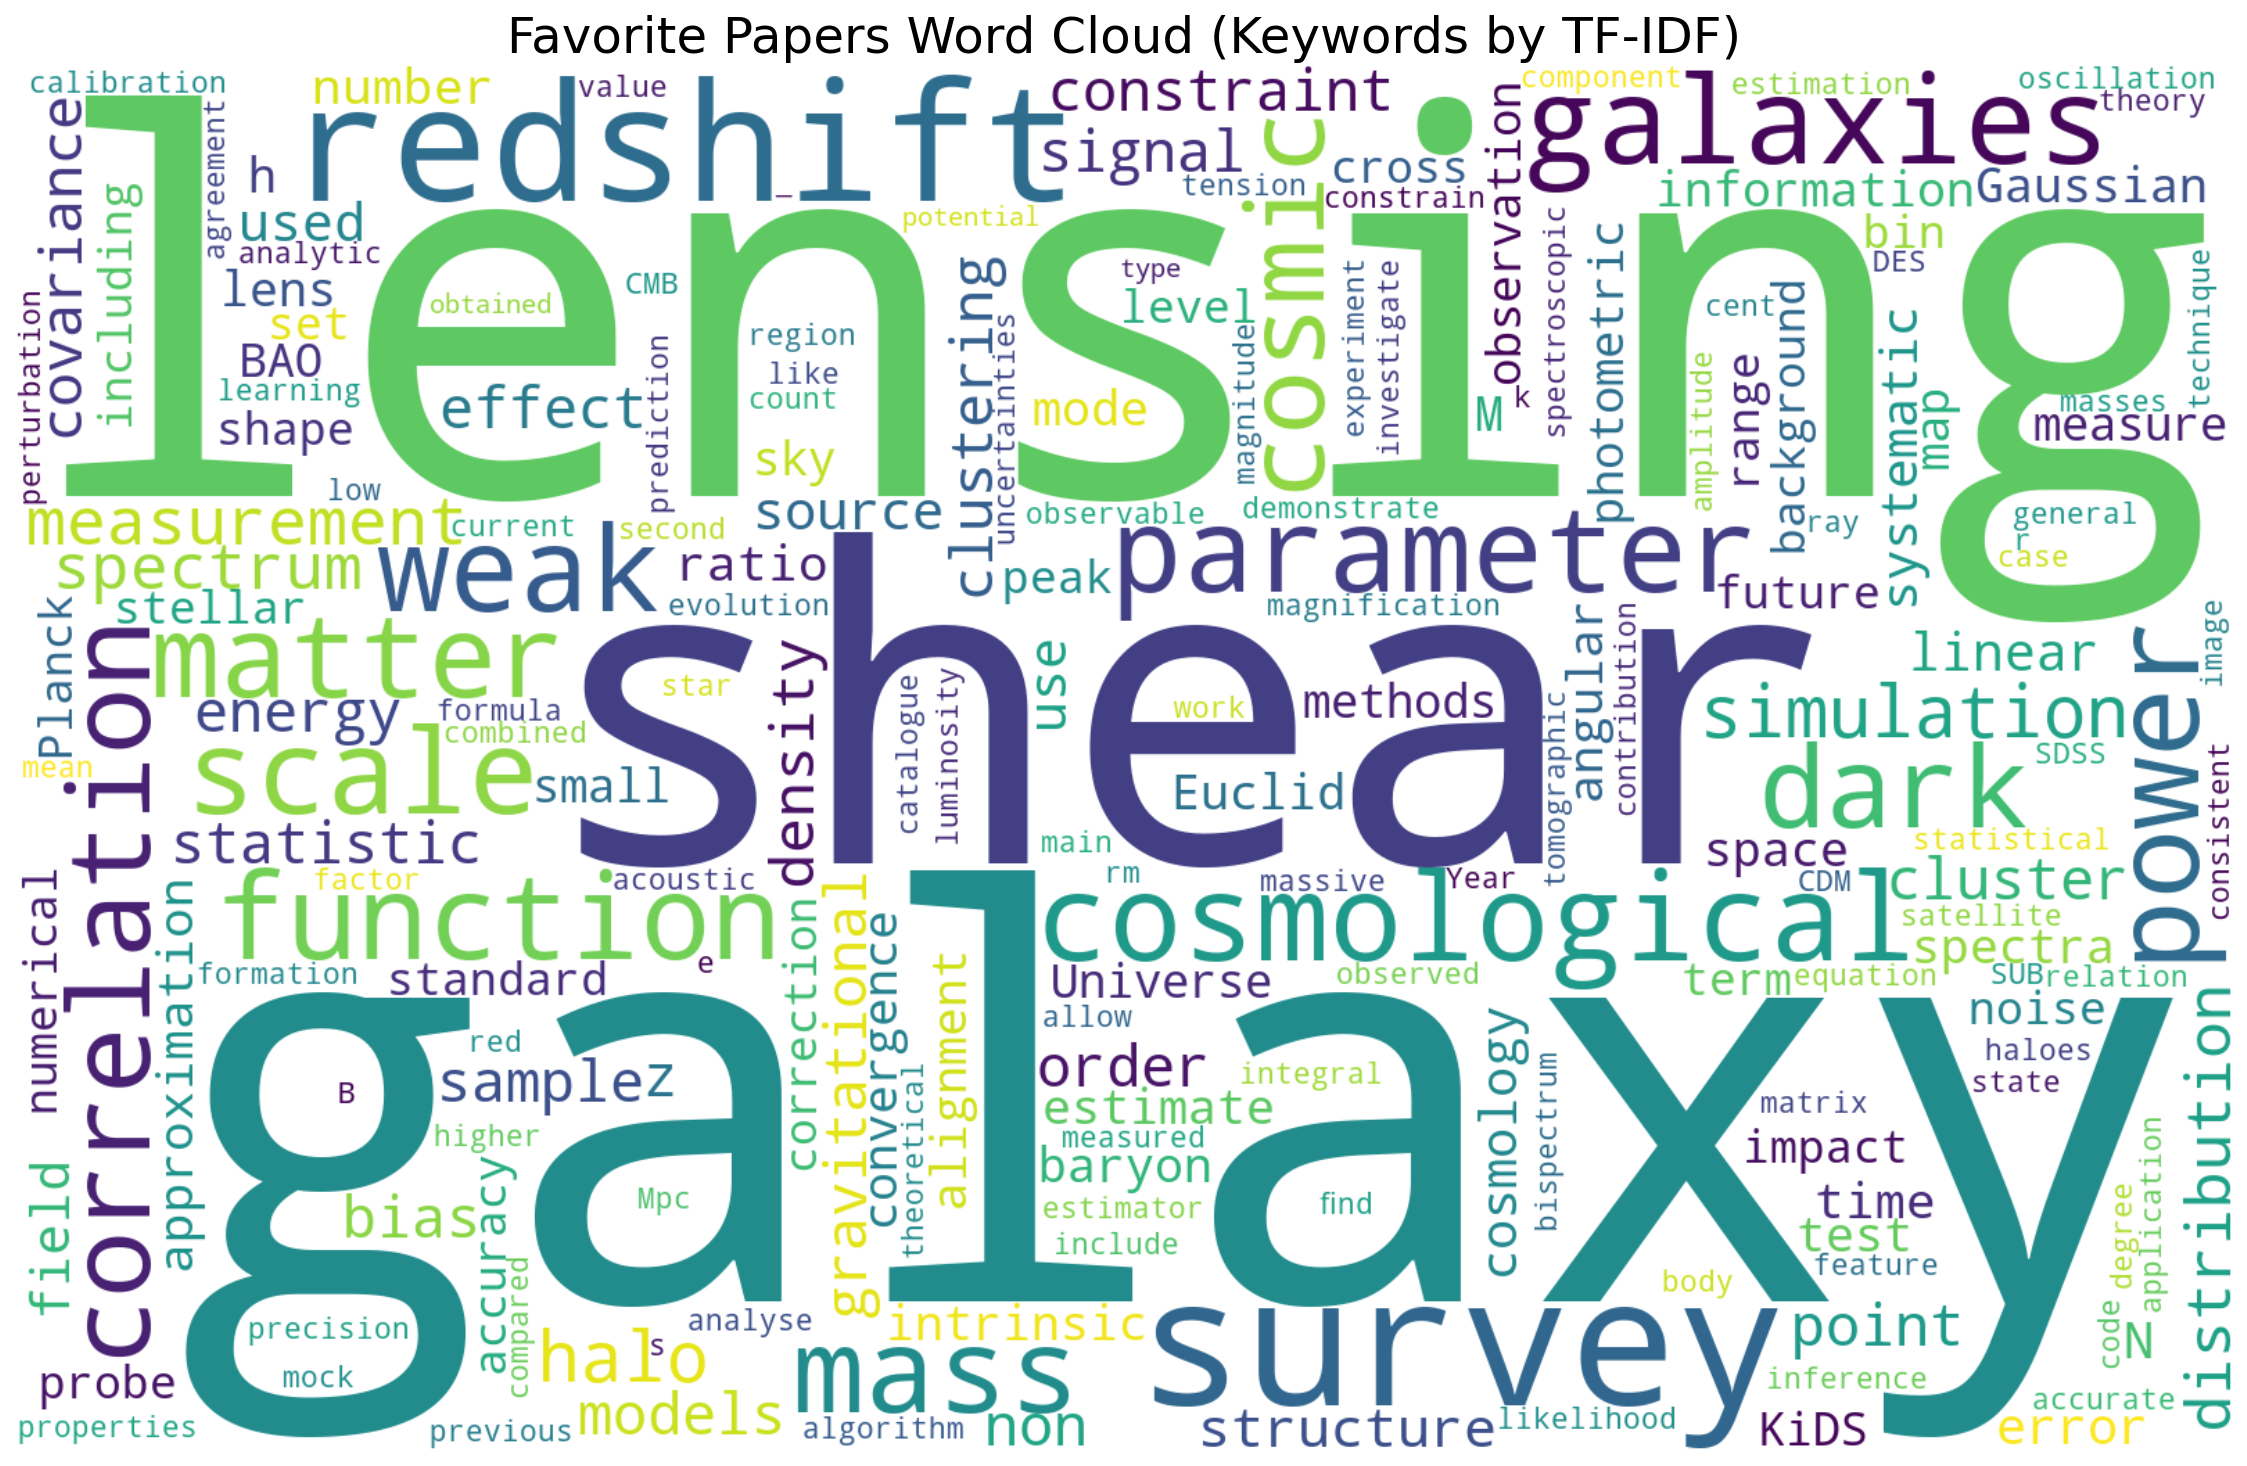 Favorite Papers Word Cloud (Keywords by TF-IDF)
calibration
number
value
constraint
component
estimation
oscillation
theory
redshift
galaxies
covariance
agreement
h
signal
cross
tension
constrain
observation
information
Gaussian
including
used
analytic
potential
cosmic
lensing
bin
DES
lens
CMB
type
level
obtained
set
BAO
region
like
count
learning
shape
effect
prediction
sky
clustering
uncertainties
mode
magnitude
experiment
investigate
M
k
spectroscopic
photometric
cent
amplitude
range
background
systematic
map
masses
measure
technique
perturbation
low
measurement
current
second
source
observable
demonstrate
ray
general
r
case
spectrum
weak
ratio
peak
parameter
future
stellar
evolution
magnification
Planck
matter
shear
density
use
angular
contribution
linear
image
star
work
methods
energy
formula
combined
catalogue
luminosity
simulation
power
scale
small
Euclid
tomographic
dark
SDSS
mean
correlation
statistic
main
space
statistical
consistent
factor
acoustic
rm
massive
Year
CDM
cluster
numerical
approximation
function
cosmological
satellite
spectra
formation
standard
e
correction
gravitational
convergence
alignment
Universe
observed
term
equation
SUB
relation
galaxy
allow
noise
red
order
cosmology
haloes
distribution
B
sample
z
integral
bispectrum
state
theoretical
estimate
matrix
higher
measured
impact
field
bias
accuracy
Mpc
baryon
estimator
find
time
test
include
feature
degree
application
compared
body
precision
analyse
intrinsic
survey
point
mock
halo
s
mass
code
N
probe
inference
accurate
properties
previous
models
algorithm
non
structure
likelihood
KiDS
error